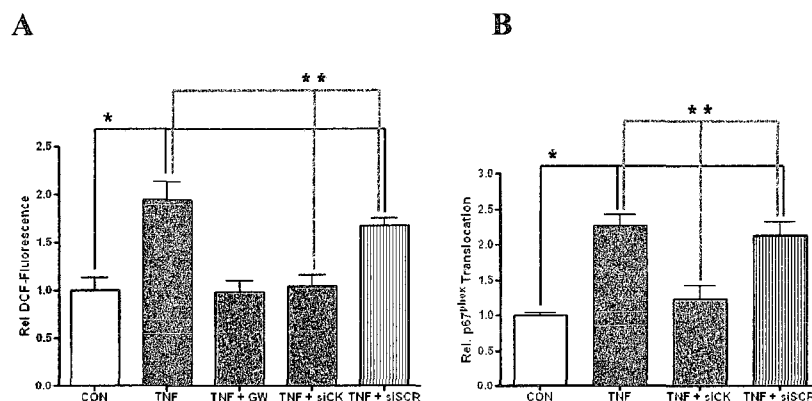 A
B
*
**
Rel DCF-Fluorescence
2.5
2.0
1.5
1.0
0.5
0.0
CON
TNF
TNF + GW
TNF + siCK
TNF + siSCR
*
**
Rel. p67phox Translocation
3.0
2.5
2.0
1.5
1.0
0.5
0.0
CON
TNF
TNF + siCK
TNF + siSCR